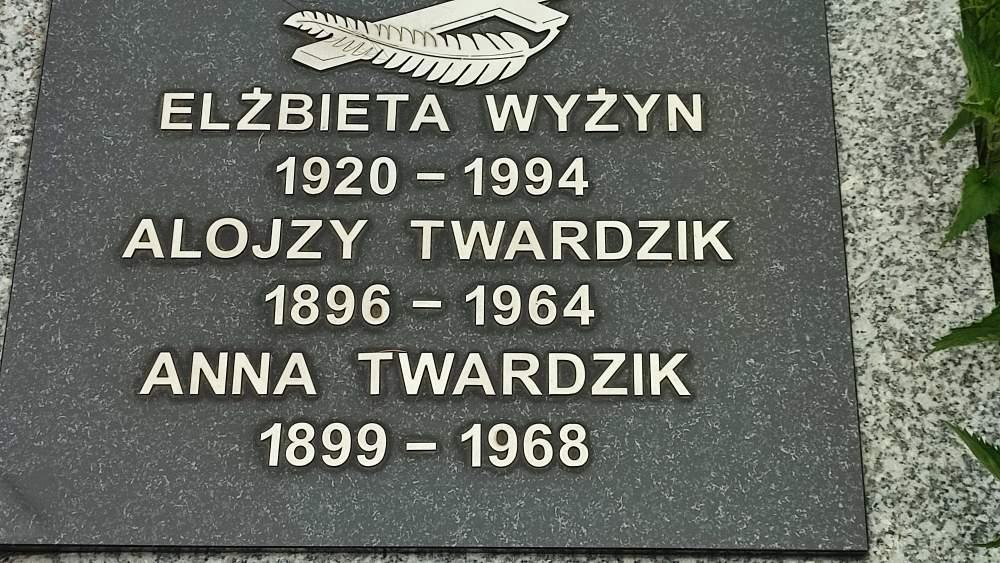 ELŻBIETA WYŻYN
1920 – 1994
ALOJZY TWARDZIK
1896 – 1964
ANNA TWARDZIK
1899 – 1968